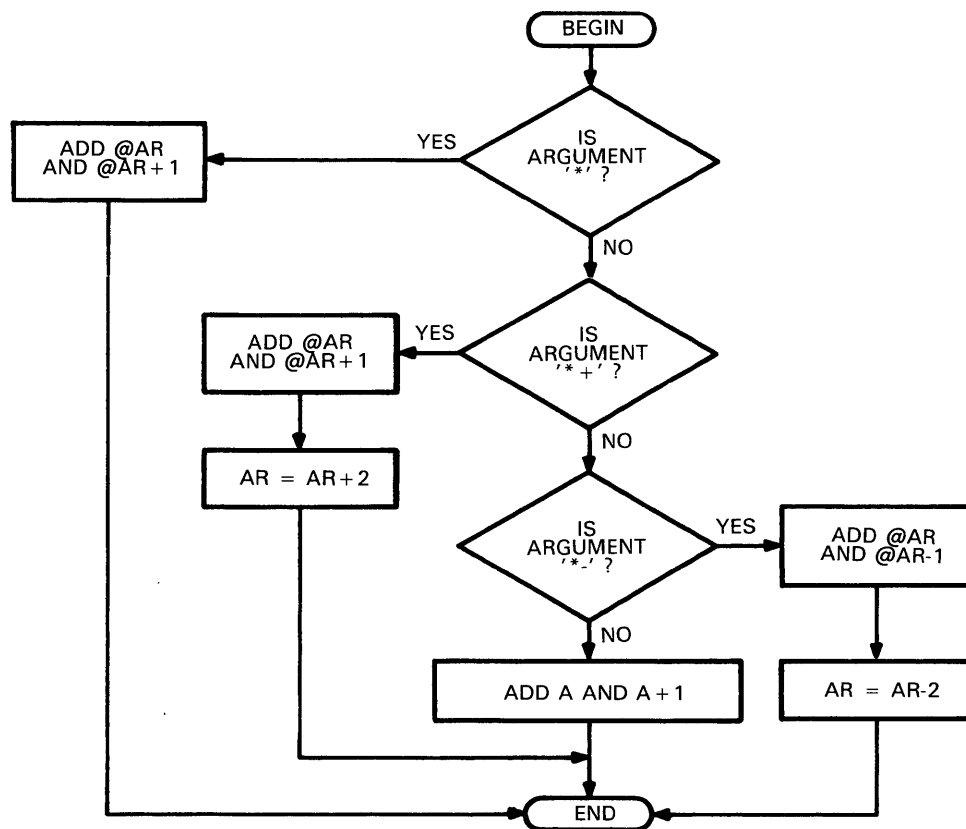 BEGIN
IS
ARGUMENT
'*' ?
YES
ADD @AR
AND @AR+1
NO
IS
ARGUMENT
'*+' ?
YES
ADD @AR
AND @AR+1
NO
AR = AR+2
IS
ARGUMENT
'*-' ?
YES
ADD @AR
AND @AR-1
NO
ADD A AND A+1
AR = AR-2
END